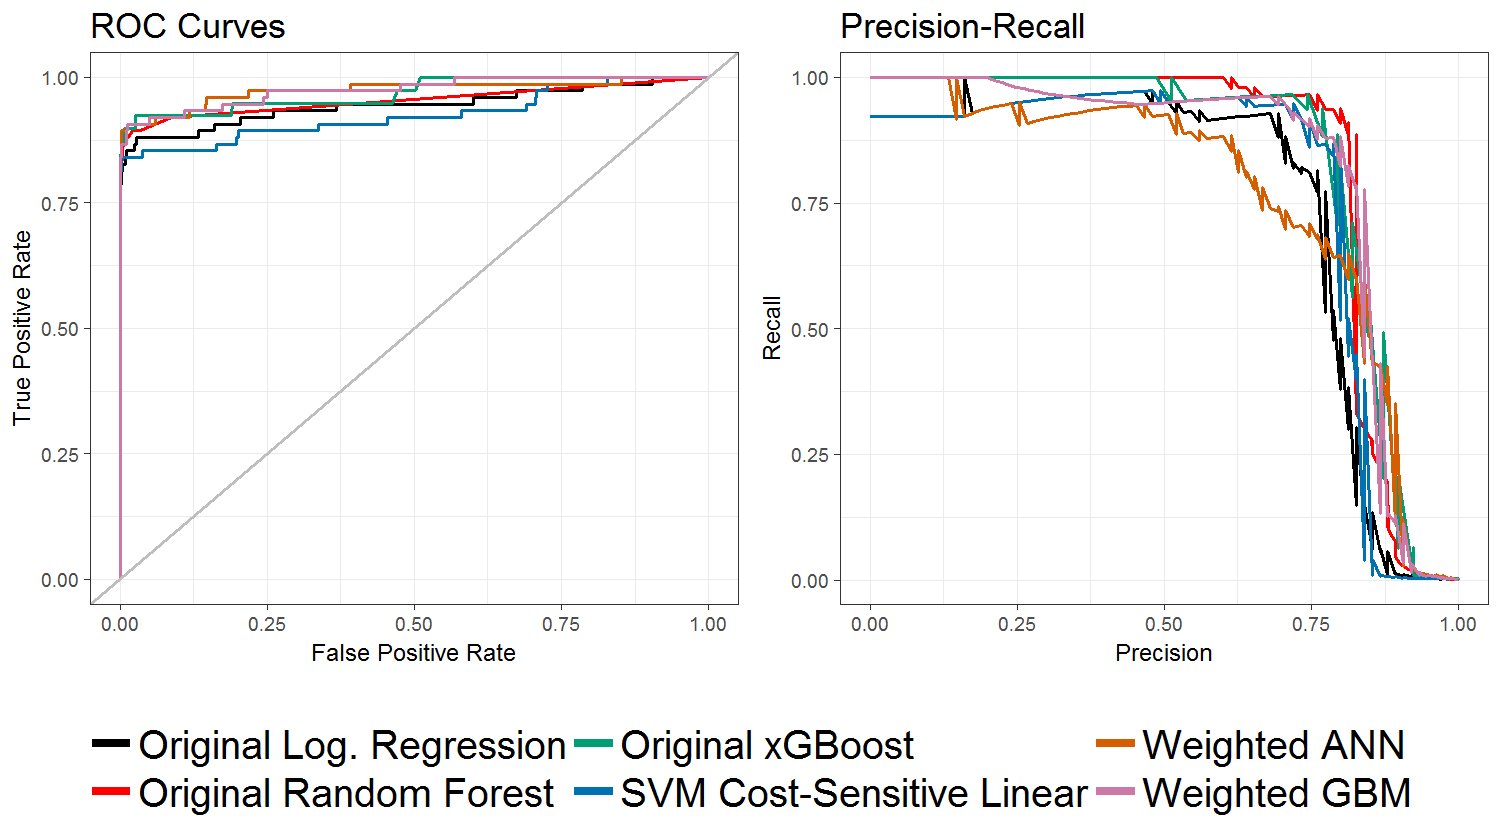 ROC Curves
1.00
0.75
0.50
0.25
0.00
True Positive Rate
0.00 0.25 0.50 0.75 1.00
False Positive Rate
Precision-Recall
1.00
0.75
0.50
0.25
0.00
Recall
0.00 0.25 0.50 0.75 1.00
Precision
Original Log. Regression Original xGBoost Weighted ANN
Original Random Forest SVM Cost-Sensitive Linear Weighted GBM